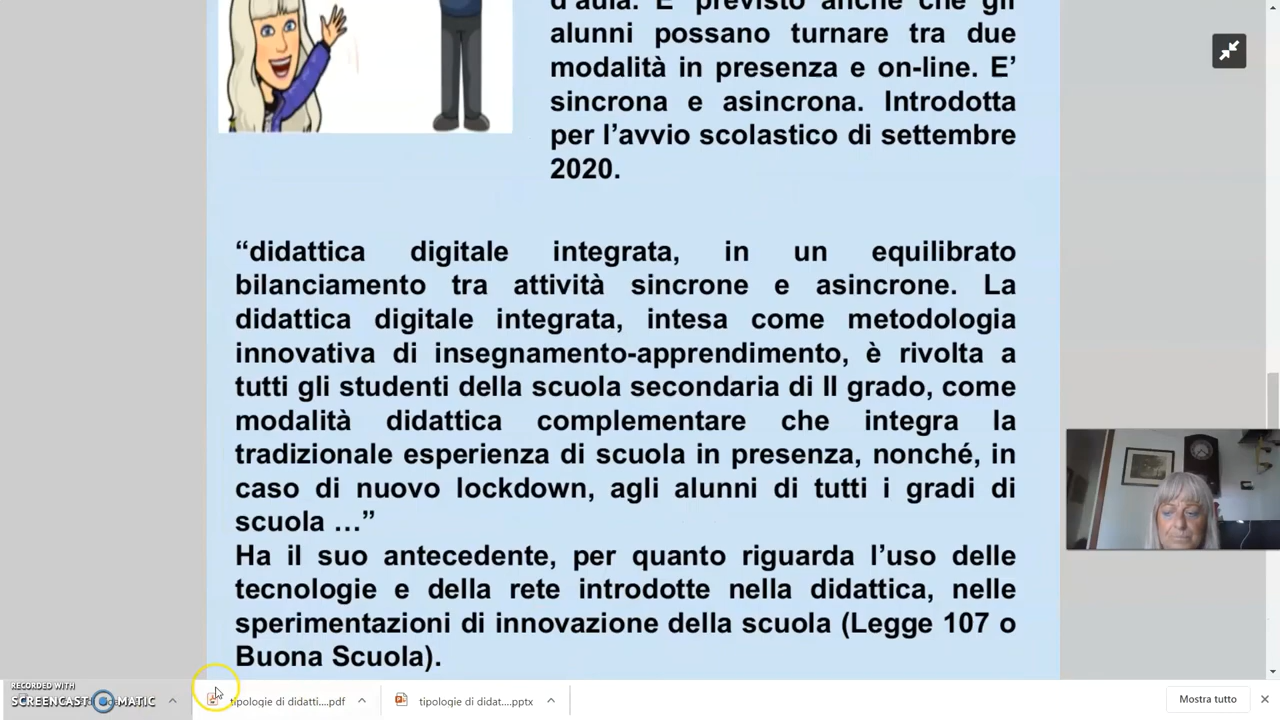 d'aula. E' previsto anche che gli
alunni possano turnare tra due
modalità in presenza e on-line. E'
sincrona e asincrona. Introdotta
per l'avvio scolastico di settembre
2020.
“didattica digitale integrata, in un equilibrato
bilanciamento tra attività sincrone e asincrone. La
didattica digitale integrata, intesa come metodologia
innovativa di insegnamento-apprendimento, è rivolta a
tutti gli studenti della scuola secondaria di II grado, come
modalità didattica complementare che integra la
tradizionale esperienza di scuola in presenza, nonché, in
caso di nuovo lockdown, agli alunni di tutti i gradi di
scuola …”
Ha il suo antecedente, per quanto riguarda l'uso delle
tecnologie e della rete introdotte nella didattica, nelle
sperimentazioni di innovazione della scuola (Legge 107 o
Buona Scuola).
RECORDED WITH
SCREENCAST-O-MATIC
tipologie di didatti....pdf
tipologie di didat....pptx
Mostra tutto